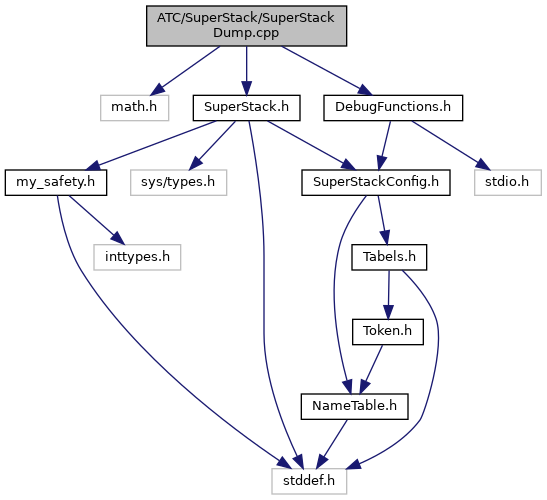 ATC/SuperStack/SuperStack
Dump.cpp
math.h
SuperStack.h
DebugFunctions.h
my_safety.h
sys/types.h
SuperStackConfig.h
stdio.h
inttypes.h
Tabels.h
Token.h
NameTable.h
stddef.h